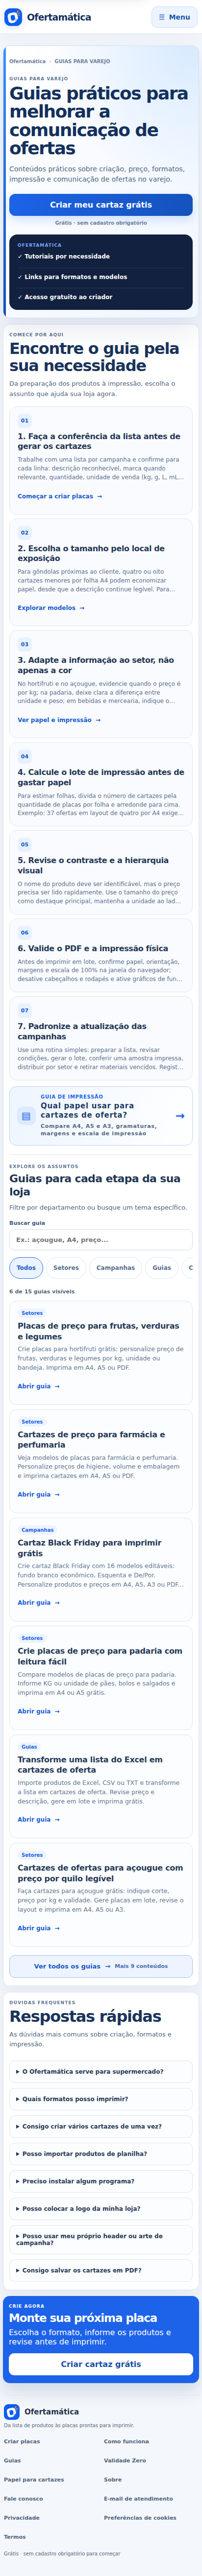 Ofertamática
☰ Menu
Ofertamática › GUIAS PARA VAREJO
GUIAS PARA VAREJO
Guias práticos para
melhorar a
comunicação de
ofertas
Conteúdos práticos sobre criação, preço, formatos,
impressão e comunicação de ofertas no varejo.
Criar meu cartaz grátis
Grátis · sem cadastro obrigatório
OFERTAMÁTICA
✓ Tutoriais por necessidade
✓ Links para formatos e modelos
✓ Acesso gratuito ao criador
COMECE POR AQUI
Encontre o guia pela
sua necessidade
Da preparação dos produtos à impressão, escolha o
assunto que ajuda sua loja agora.
01
1. Faça a conferência da lista antes de
gerar os cartazes
Trabalhe com uma lista por campanha e confirme para
cada linha: descrição reconhecível, marca quando
relevante, quantidade, unidade de venda (kg, g, L, mL...
Começar a criar placas →
02
2. Escolha o tamanho pelo local de
exposição
Para gôndolas próximas ao cliente, quatro ou oito
cartazes menores por folha A4 podem economizar
papel, desde que a descrição continue legível. Para...
Explorar modelos →
03
3. Adapte a informação ao setor, não
apenas a cor
No hortifruti e no açougue, evidencie quando o preço é
por kg; na padaria, deixe clara a diferença entre
unidade e peso; em bebidas e mercearia, indique o...
Ver papel e impressão →
04
4. Calcule o lote de impressão antes de
gastar papel
Para estimar folhas, divida o número de cartazes pela
quantidade de placas por folha e arredonde para cima.
Exemplo: 37 ofertas em layout de quatro por A4 exige...
05
5. Revise o contraste e a hierarquia
visual
O nome do produto deve ser identificável, mas o preço
precisa ser lido rapidamente. Use o tamanho do preço
como destaque principal, mantenha a unidade ao lad...
06
6. Valide o PDF e a impressão física
Antes de imprimir em lote, confirme papel, orientação,
margens e escala de 100% na janela do navegador;
desative cabeçalhos e rodapés e ative gráficos de fun...
07
7. Padronize a atualização das
campanhas
Use uma rotina simples: preparar a lista, revisar
condições, gerar o lote, conferir uma amostra impressa,
distribuir por setor e retirar materiais vencidos. Regist...
GUIA DE IMPRESSÃO
Qual papel usar para
cartazes de oferta?
Compare A4, A5 e A3, gramaturas,
margens e escala de impressão
→
EXPLORE OS ASSUNTOS
Guias para cada etapa da sua
loja
Filtre por departamento ou busque um tema específico.
Buscar guia
Ex.: açougue, A4, preço...
Todos
Setores
Campanhas
Guias
C
6 de 15 guias visíveis
Setores
Placas de preço para frutas, verduras
e legumes
Crie placas para hortifruti grátis: personalize preço de
frutas, verduras e legumes por kg, unidade ou
bandeja. Imprima em A4, A5 ou PDF.
Abrir guia →
Setores
Cartazes de preço para farmácia e
perfumaria
Veja modelos de placas para farmácia e perfumaria.
Personalize preços de higiene, volume e embalagem
e imprima cartazes em A4, A5 ou PDF.
Abrir guia →
Campanhas
Cartaz Black Friday para imprimir
grátis
Crie cartaz Black Friday com 16 modelos editáveis:
fundo branco econômico, Esquenta e De/Por.
Personalize produtos e preços em A4, A5, A3 ou PDF...
Abrir guia →
Setores
Crie placas de preço para padaria com
leitura fácil
Compare modelos de placas de preço para padaria.
Informe KG ou unidade de pães, bolos e salgados e
imprima em A4 ou A5 grátis.
Abrir guia →
Guias
Transforme uma lista do Excel em
cartazes de oferta
Importe produtos de Excel, CSV ou TXT e transforme
a lista em cartazes de oferta. Revise preço e
descrição, gere em lote e imprima grátis.
Abrir guia →
Setores
Cartazes de ofertas para açougue com
preço por quilo legível
Faça cartazes para açougue grátis: indique corte,
preço por kg e validade. Gere placas em lote, revise o
layout e imprima em A4, A5 ou A3.
Abrir guia →
Ver todos os guias → Mais 9 conteúdos
DÚVIDAS FREQUENTES
Respostas rápidas
As dúvidas mais comuns sobre criação, formatos e
impressão.
▸ O Ofertamática serve para supermercado?
▸ Quais formatos posso imprimir?
▸ Consigo criar vários cartazes de uma vez?
▸ Posso importar produtos de planilha?
▸ Preciso instalar algum programa?
▸ Posso colocar a logo da minha loja?
▸ Posso usar meu próprio header ou arte de
campanha?
▸ Consigo salvar os cartazes em PDF?
CRIE AGORA
Monte sua próxima placa
Escolha o formato, informe os produtos e
revise antes de imprimir.
Criar cartaz grátis
Ofertamática
Da lista de produtos às placas prontas para imprimir.
Criar placas
Como funciona
Guias
Validade Zero
Papel para cartazes
Sobre
Fale conosco
E-mail de atendimento
Privacidade
Preferências de cookies
Termos
Grátis · sem cadastro obrigatório para começar